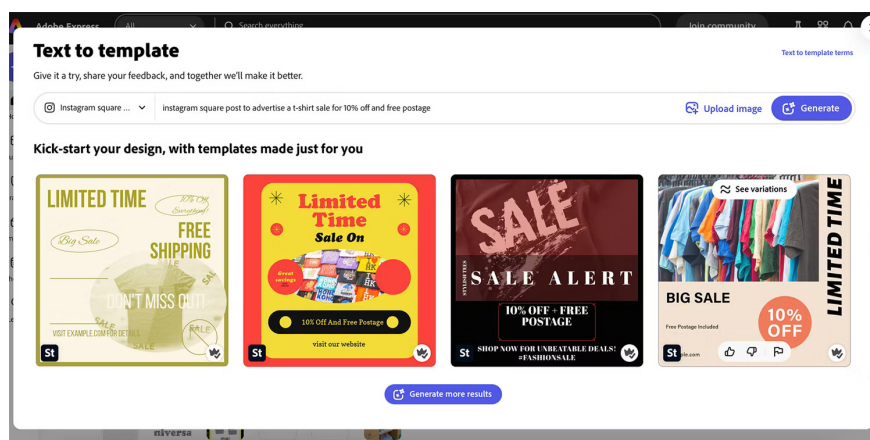 Adobe Express
All
Search everything
Join community
Text to template
Text to template terms
Give it a try, share your feedback, and together we'll make it better.
Instagram square ...
instagram square post to advertise a t-shirt sale for 10% off and free postage
Upload image
Generate
Kick-start your design, with templates made just for you
LIMITED TIME
10% Off
Everything!
Big Sale
FREE
SHIPPING
SALE
DON'T MISS OUT!
VISIT EXAMPLE.COM FOR DETAILS
SALE
SALE
St
Limited
Time
Sale On
Great
savings
10% Off And Free Postage
visit our website
St
SALE
STYLISH TEES
SALE ALERT
10% OFF + FREE
POSTAGE
SHOP NOW FOR UNBEATABLE DEALS!
#FASHIONSALE
St
See variations
LIMITED TIME
BIG SALE
10%
OFF
Free Postage Included
St
Generate more results
niversa